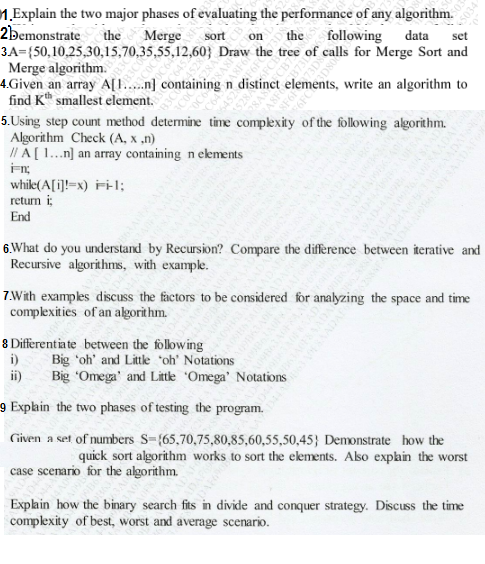 1.Explain the two major phases of evaluating the performance of any algorithm.
2Demonstrate the Merge sort on the following data set
3.A={50,10,25,30,15,70,35,55,12,60} Draw the tree of calls for Merge Sort and
Merge algorithm.
4.Given an array A[1…..n] containing n distinct elements, write an algorithm to
find Kth smallest element.
5.Using step count method determine time complexity of the following algorithm.
Algorithm Check (A, x ,n)
// A [ 1…n] an array containing n elements
i=n;
while(A[i]!=x) i=i-1;
return i;
End
6.What do you understand by Recursion? Compare the difference between iterative and
Recursive algorithms, with example.
7.With examples discuss the factors to be considered for analyzing the space and time
complexities of an algorithm.
8 Differentiate between the following
i) Big ‘oh’ and Little ‘oh’ Notations
ii) Big ‘Omega’ and Little ‘Omega’ Notations
9 Explain the two phases of testing the program.
Given a set of numbers S={65,70,75,80,85,60,55,50,45} Demonstrate how the
quick sort algorithm works to sort the elements. Also explain the worst
case scenario for the algorithm.
Explain how the binary search fits in divide and conquer strategy. Discuss the time
complexity of best, worst and average scenario.